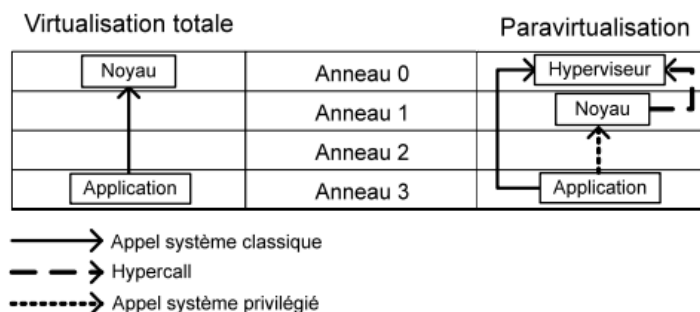 Virtualisation totale
Paravirtualisation
Noyau
Anneau 0
Hyperviseur
Anneau 1
Noyau
Anneau 2
Application
Anneau 3
Application
Appel système classique
Hypercall
Appel système privilégié